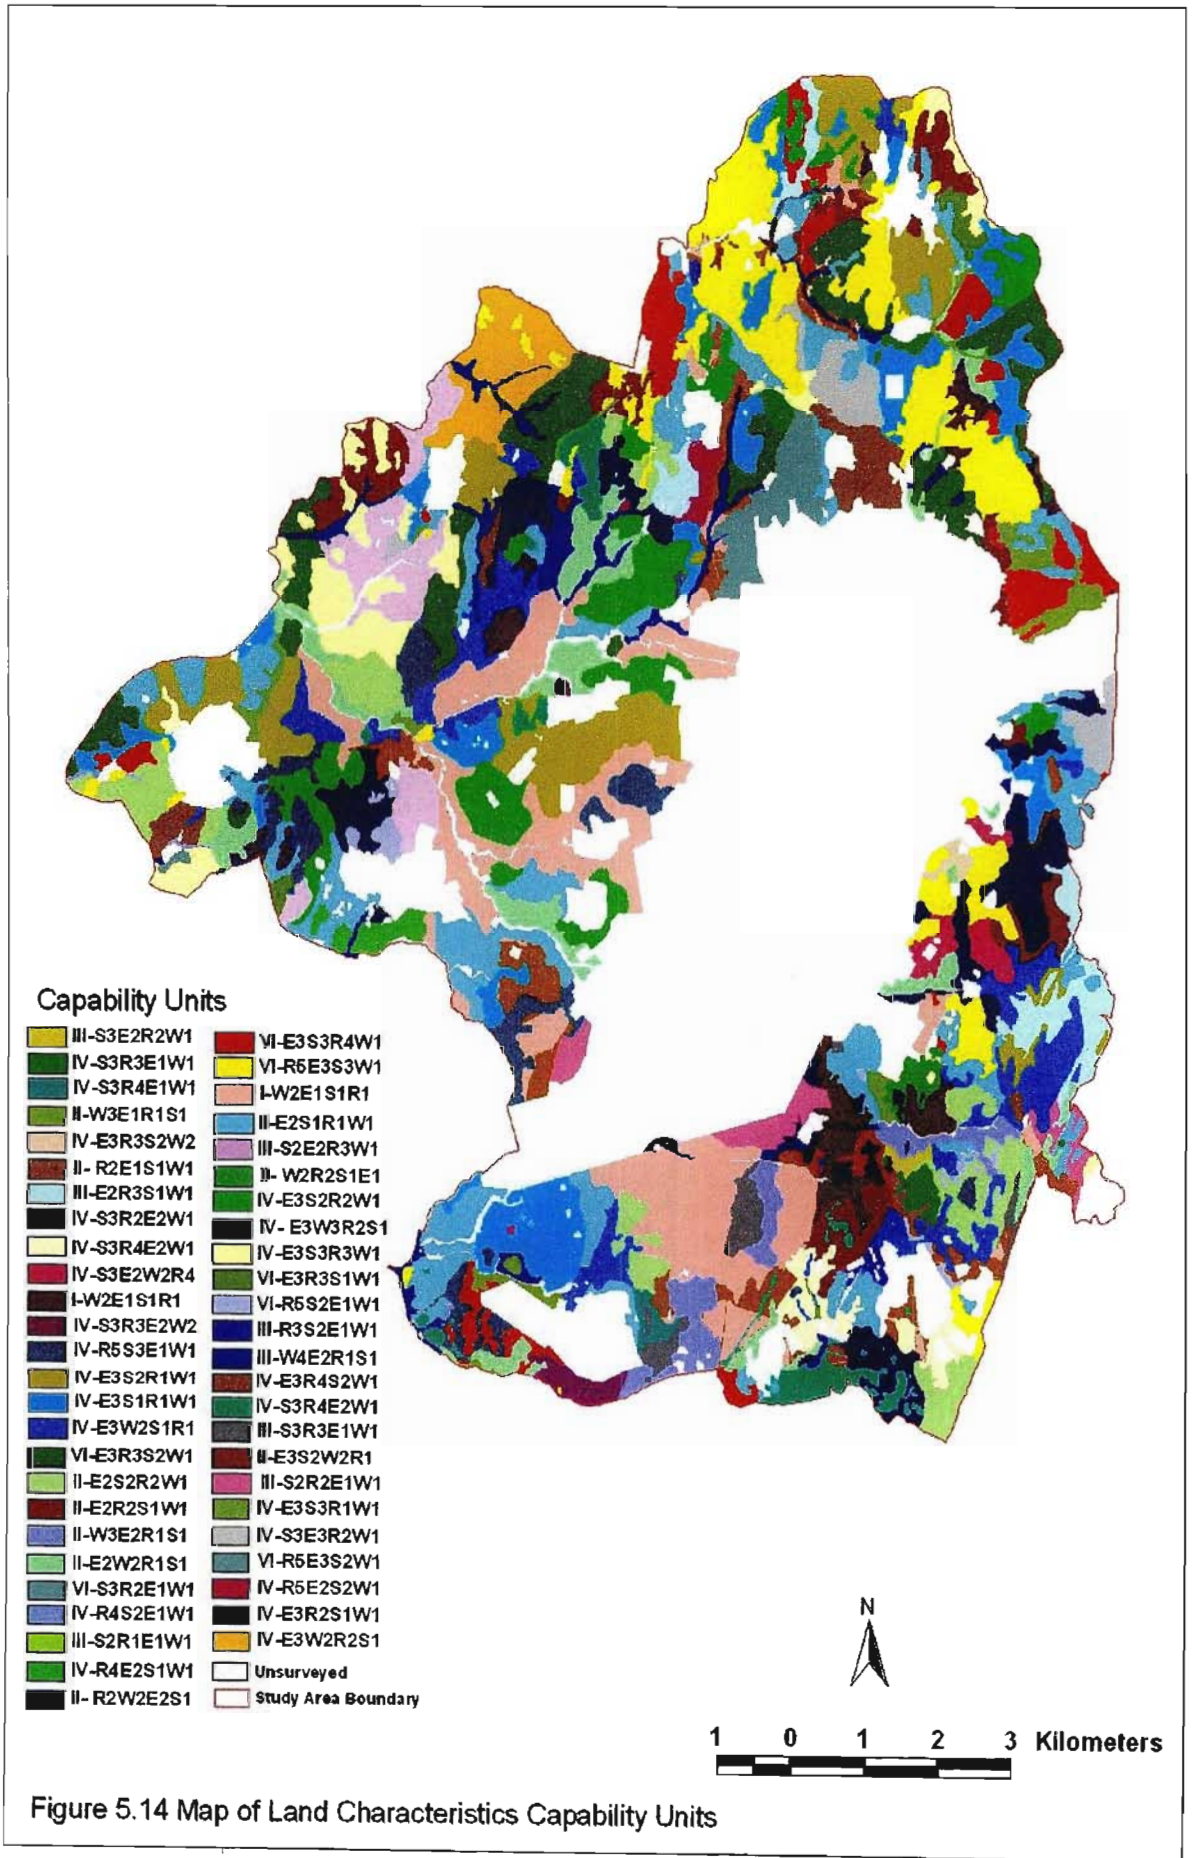 Capability Units
III-S3E2R2W1
IV-S3R3E1W1
IV-S3R4E1W1
II-W3E1R1S1
IV-E3R3S2W2
II- R2E1S1W1
III-E2R3S1W1
IV-S3R2E2W1
IV-S3R4E2W1
IV-S3E2W2R4
I-W2E1S1R1
IV-S3R3E2W2
IV-R5S3E1W1
IV-E3S2R1W1
IV-E3S1R1W1
IV-E3W2S1R1
VI-E3R3S2W1
II-E2S2R2W1
II-E2R2S1W1
II-W3E2R1S1
II-E2W2R1S1
VI-S3R2E1W1
IV-R4S2E1W1
III-S2R1E1W1
IV-R4E2S1W1
II- R2W2E2S1
VI-E3S3R4W1
VI-R5E3S3W1
I-W2E1S1R1
II-E2S1R1W1
III-S2E2R3W1
II- W2R2S1E1
IV-E3S2R2W1
IV- E3W3R2S1
IV-E3S3R3W1
VI-E3R3S1W1
VI-R5S2E1W1
III-R3S2E1W1
III-W4E2R1S1
IV-E3R4S2W1
IV-S3R4E2W1
III-S3R3E1W1
II-E3S2W2R1
III-S2R2E1W1
IV-E3S3R1W1
IV-S3E3R2W1
VI-R5E3S2W1
IV-R5E2S2W1
IV-E3R2S1W1
IV-E3W2R2S1
Unsurveyed
Study Area Boundary
N
1 0 1 2 3 Kilometers
Figure 5.14 Map of Land Characteristics Capability Units